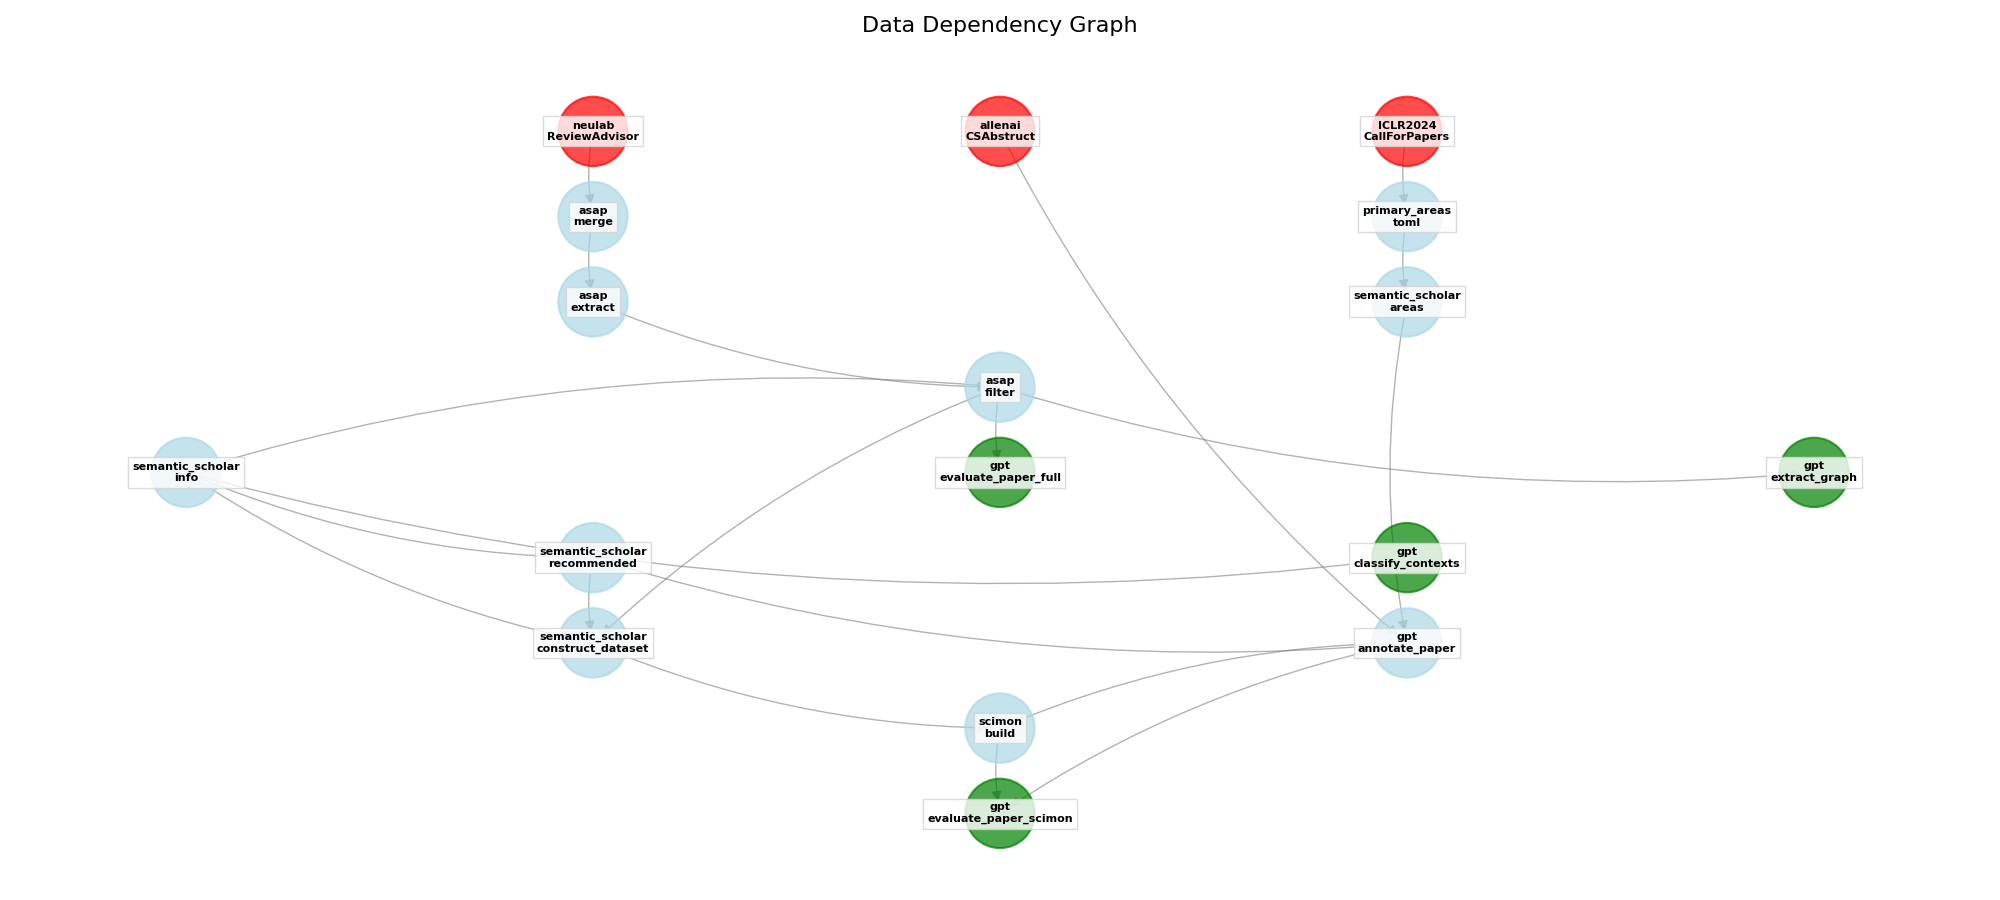 Data Dependency Graph
neulab
ReviewAdvisor
allenai
CSAbstruct
ICLR2024
CallForPapers
asap
merge
primary_areas
toml
asap
extract
semantic_scholar
areas
asap
filter
semantic_scholar
info
gpt
evaluate_paper_full
gpt
extract_graph
semantic_scholar
recommended
gpt
classify_contexts
semantic_scholar
construct_dataset
gpt
annotate_paper
scimon
build
gpt
evaluate_paper_scimon